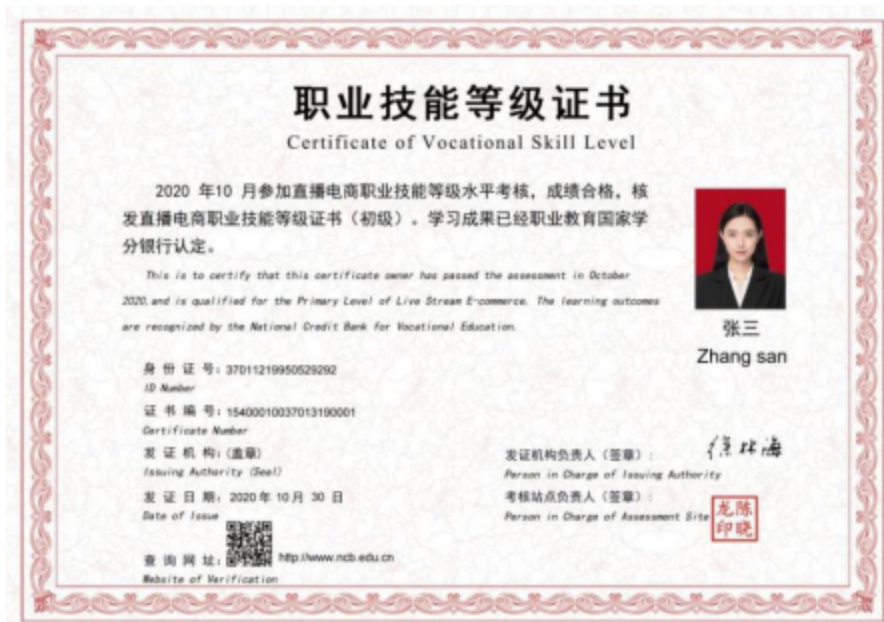 职业技能等级证书
Certificate of Vocational Skill Level
2020 年10 月参加直播电商职业技能等级水平考核，成绩合格，核
发直播电商职业技能等级证书（初级）。学习成果已经职业教育国家学
分银行认定。
This is to certify that this certificate owner has passed the assessment in October
2020,and is qualified for the Primary Level of Live Stream E-commerce. The learning outcomes
are recognized by the National Credit Bank for Vocational Education.
张三
Zhang san
身 份 证 号：37011219950529292
ID Number
证 书 编 号：15400010037013190001
Certificate Number
发 证 机 构：(盖章)
Issuing Authority (Seal)
发 证 日 期：2020 年 10 月 30 日
Date of Issue
查 询 网 址：http://www.ncb.edu.cn
Website of Verification
发证机构负责人（签章）：
Person in Charge of Issuing Authority
考核站点负责人（签章）：
Person in Charge of Assessment Site
陈晓
龙印